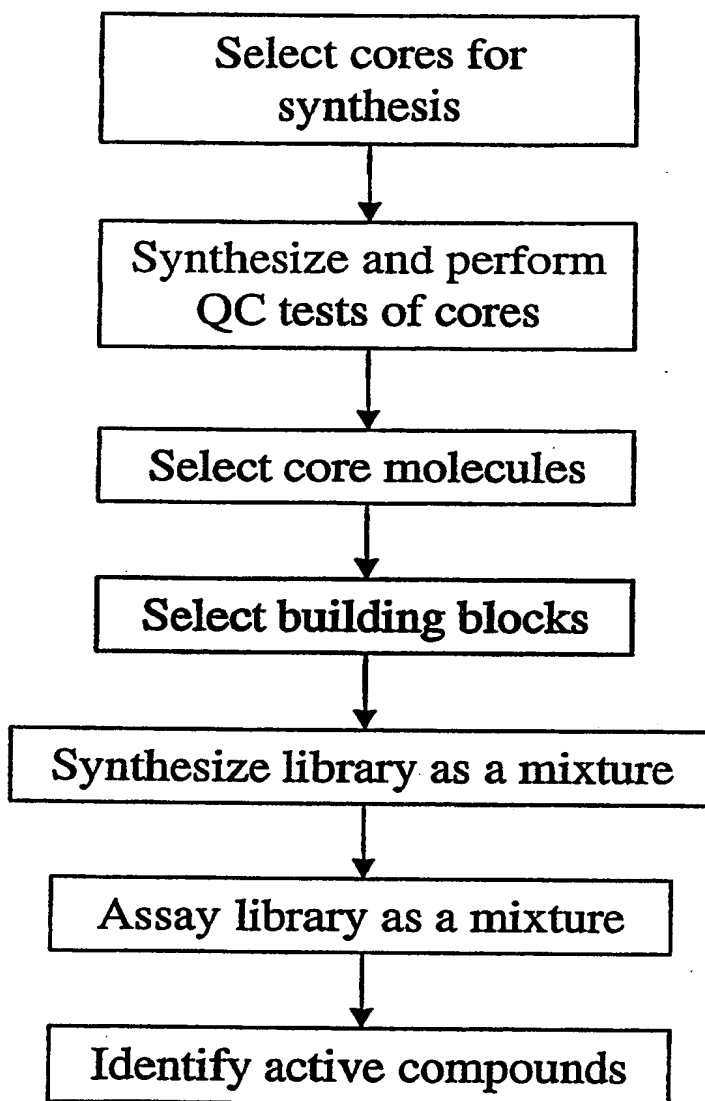 Select cores for
synthesis
Synthesize and perform
QC tests of cores
Select core molecules
Select building blocks
Synthesize library as a mixture
Assay library as a mixture
Identify active compounds